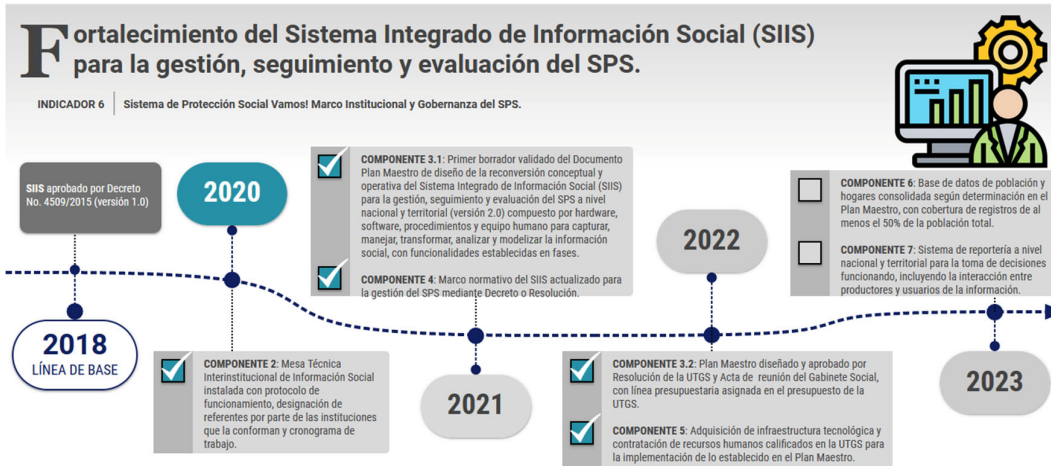 Fortalecimiento del Sistema Integrado de Información Social (SIIS)
para la gestión, seguimiento y evaluación del SPS.
INDICADOR 6
Sistema de Protección Social Vamos! Marco Institucional y Gobernanza del SPS.
SIIS aprobado por Decreto
No. 4509/2015 (versión 1.0)
2018
LÍNEA DE BASE
2020
COMPONENTE 2: Mesa Técnica
Interinstitucional de Información Social
instalada con protocolo de
funcionamiento, designación de
referentes por parte de las instituciones
que la conforman y cronograma de
trabajo.
COMPONENTE 3.1: Primer borrador validado del Documento
Plan Maestro de diseño de la reconversión conceptual y
operativa del Sistema Integrado de Información Social (SIIS)
para la gestión, seguimiento y evaluación del SPS a nivel
nacional y territorial (versión 2.0) compuesto por hardware,
software, procedimientos y equipo humano para capturar,
manejar, transformar, analizar y modelizar la información
social, con funcionalidades establecidas en fases.
COMPONENTE 4: Marco normativo del SIIS actualizado para
la gestión del SPS mediante Decreto o Resolución.
2021
2022
COMPONENTE 3.2: Plan Maestro diseñado y aprobado por
Resolución de la UTGS y Acta de reunión del Gabinete Social,
con línea presupuestaria asignada en el presupuesto de la
UTGS.
COMPONENTE 5: Adquisición de infraestructura tecnológica y
contratación de recursos humanos calificados en la UTGS para
la implementación de lo establecido en el Plan Maestro.
COMPONENTE 6: Base de datos de población y
hogares consolidada según determinación en el
Plan Maestro, con cobertura de registros de al
menos el 50% de la población total.
COMPONENTE 7: Sistema de reportería a nivel
nacional y territorial para la toma de decisiones
funcionando, incluyendo la interacción entre
productores y usuarios de la información.
2023